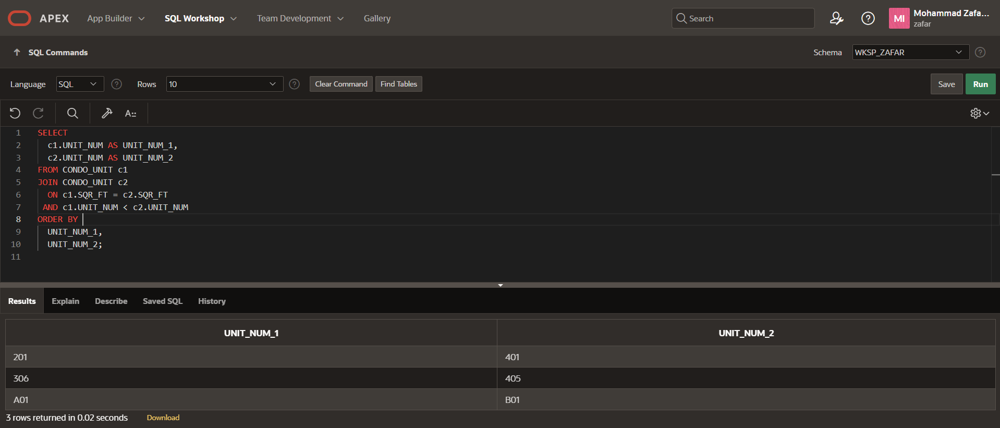 APEX App Builder SQL Workshop Team Development Gallery Search MI Mohammad Zafa...
zafar
SQL Commands Schema WKSP_ZAFAR ?
Language SQL ? Rows 10 ? Clear Command Find Tables Save Run
A::
1 SELECT
2 c1.UNIT_NUM AS UNIT_NUM_1,
3 c2.UNIT_NUM AS UNIT_NUM_2
4 FROM CONDO_UNIT c1
5 JOIN CONDO_UNIT c2
6 ON c1.SQR_FT = c2.SQR_FT
7 AND c1.UNIT_NUM < c2.UNIT_NUM
8 ORDER BY
9 UNIT_NUM_1,
10 UNIT_NUM_2;
11
Results Explain Describe Saved SQL History
UNIT_NUM_1 UNIT_NUM_2
201 401
306 405
A01 B01
3 rows returned in 0.02 seconds Download